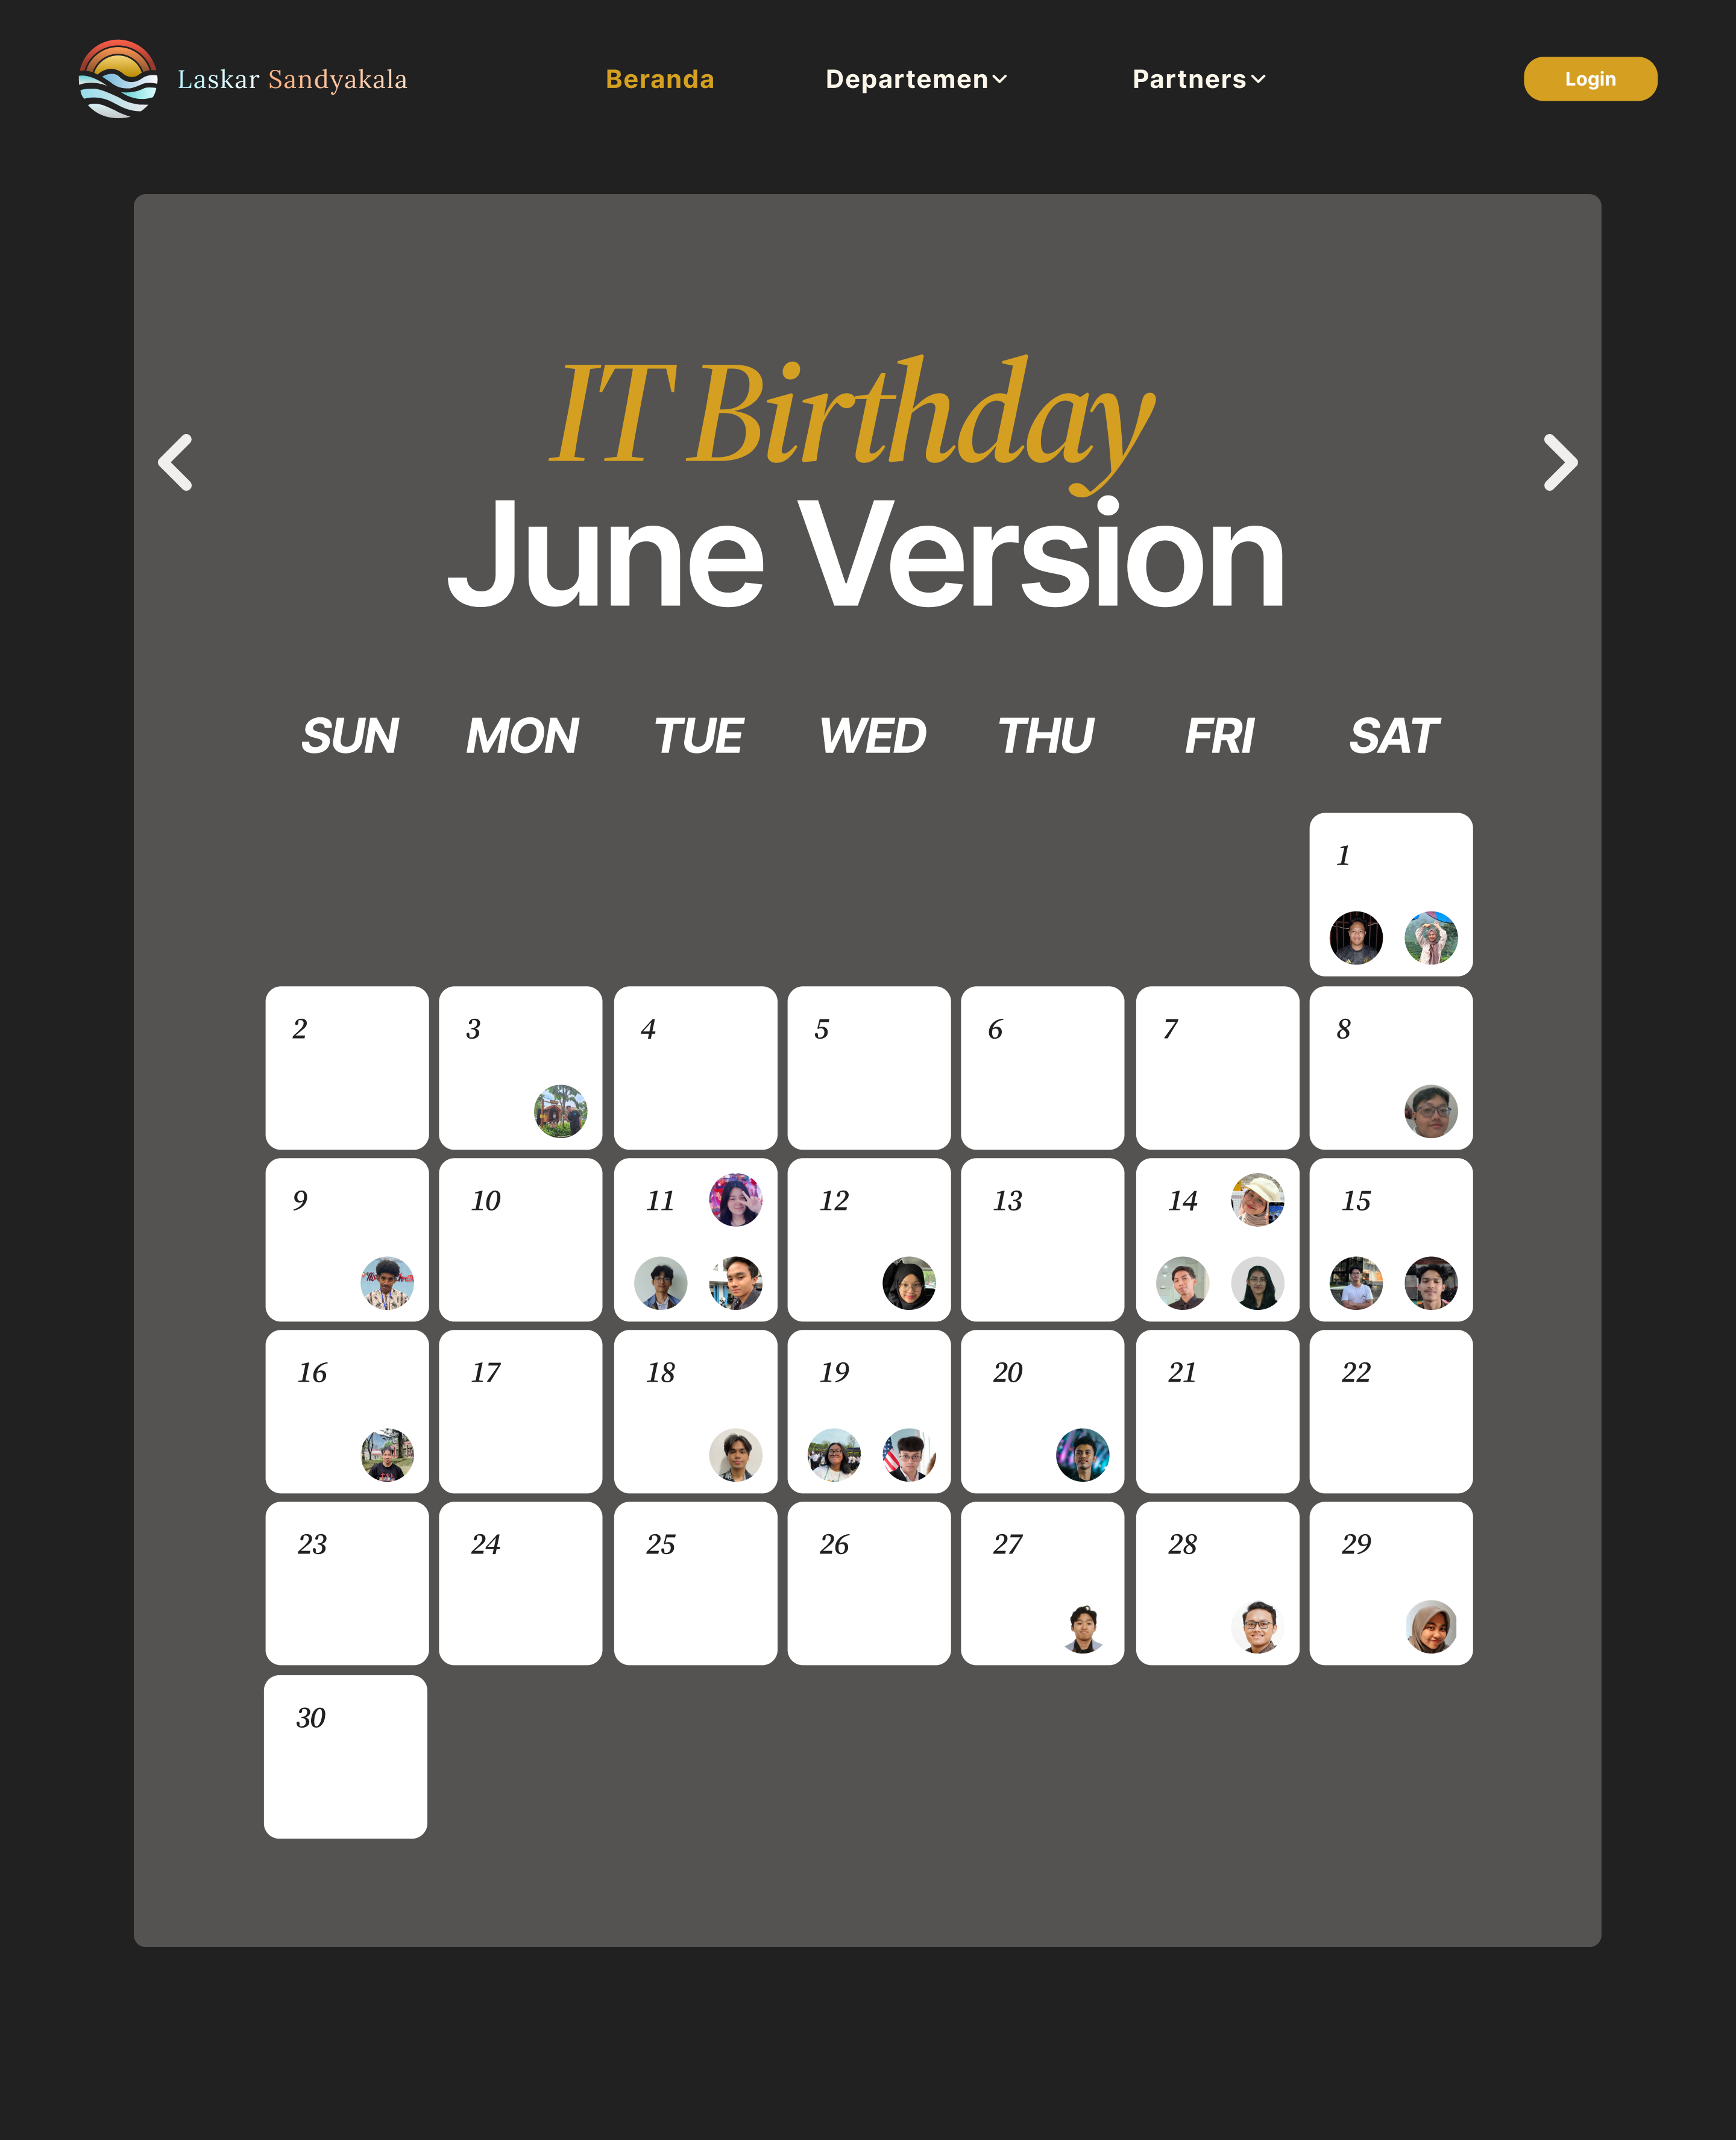 Laskar Sandyakala
Beranda
Departemen
Partners
Login
IT Birthday
June Version
SUN MON TUE WED THU FRI SAT
1
2 3 4 5 6 7 8
9 10 11 12 13 14 15
16 17 18 19 20 21 22
23 24 25 26 27 28 29
30